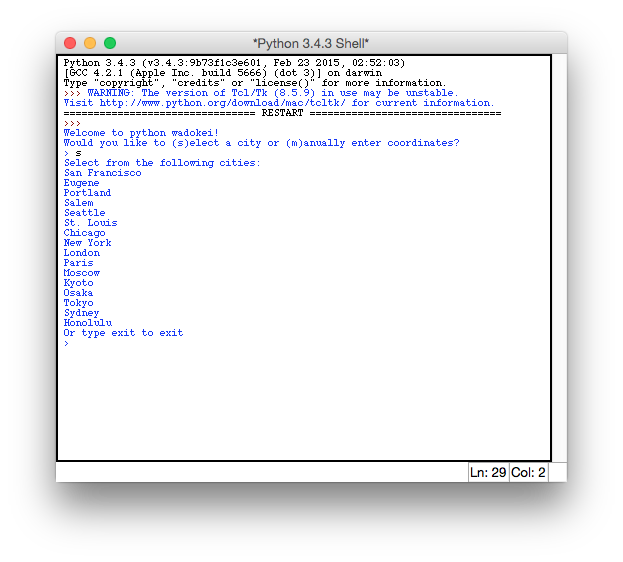 *Python 3.4.3 Shell*
Python 3.4.3 (v3.4.3:9b73f1c3e601, Feb 23 2015, 02:52:03)
[GCC 4.2.1 (Apple Inc. build 5666) (dot 3)] on darwin
Type "copyright", "credits" or "license()" for more information.
>>> WARNING: The version of Tcl/Tk (8.5.9) in use may be unstable.
Visit http://www.python.org/download/mac/tcltk/ for current information.
================================ RESTART ================================
>>>
Welcome to python wadokei!
Would you like to (s)elect a city or (m)anually enter coordinates?
> s
Select from the following cities:
San Francisco
Eugene
Portland
Salem
Seattle
St. Louis
Chicago
New York
London
Paris
Moscow
Kyoto
Osaka
Tokyo
Sydney
Honolulu
Or type exit to exit
>
Ln: 29 Col: 2